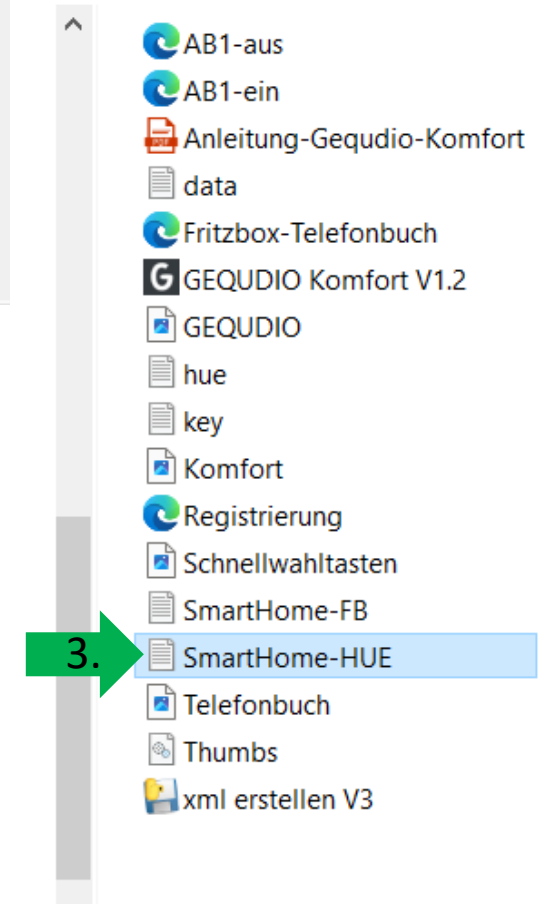 AB1-aus
AB1-ein
Anleitung-Gequdio-Komfort
data
Fritzbox-Telefonbuch
G GEQUDIO Komfort V1.2
GEQUDIO
hue
key
Komfort
Registrierung
Schnellwahltasten
SmartHome-FB
3. SmartHome-HUE
Telefonbuch
Thumbs
xml erstellen V3